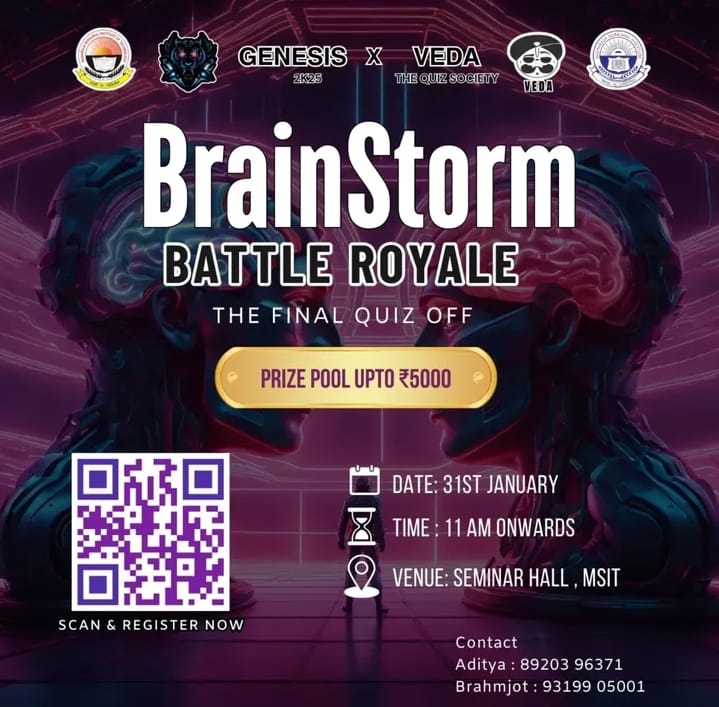 GENESIS X VEDA
2K25 THE QUIZ SOCIETY
VEDA
BrainStorm
BATTLE ROYALE
THE FINAL QUIZ OFF
PRIZE POOL UPTO ₹5000
DATE: 31ST JANUARY
TIME : 11 AM ONWARDS
VENUE: SEMINAR HALL , MSIT
SCAN & REGISTER NOW
Contact
Aditya : 89203 96371
Brahmjot : 93199 05001